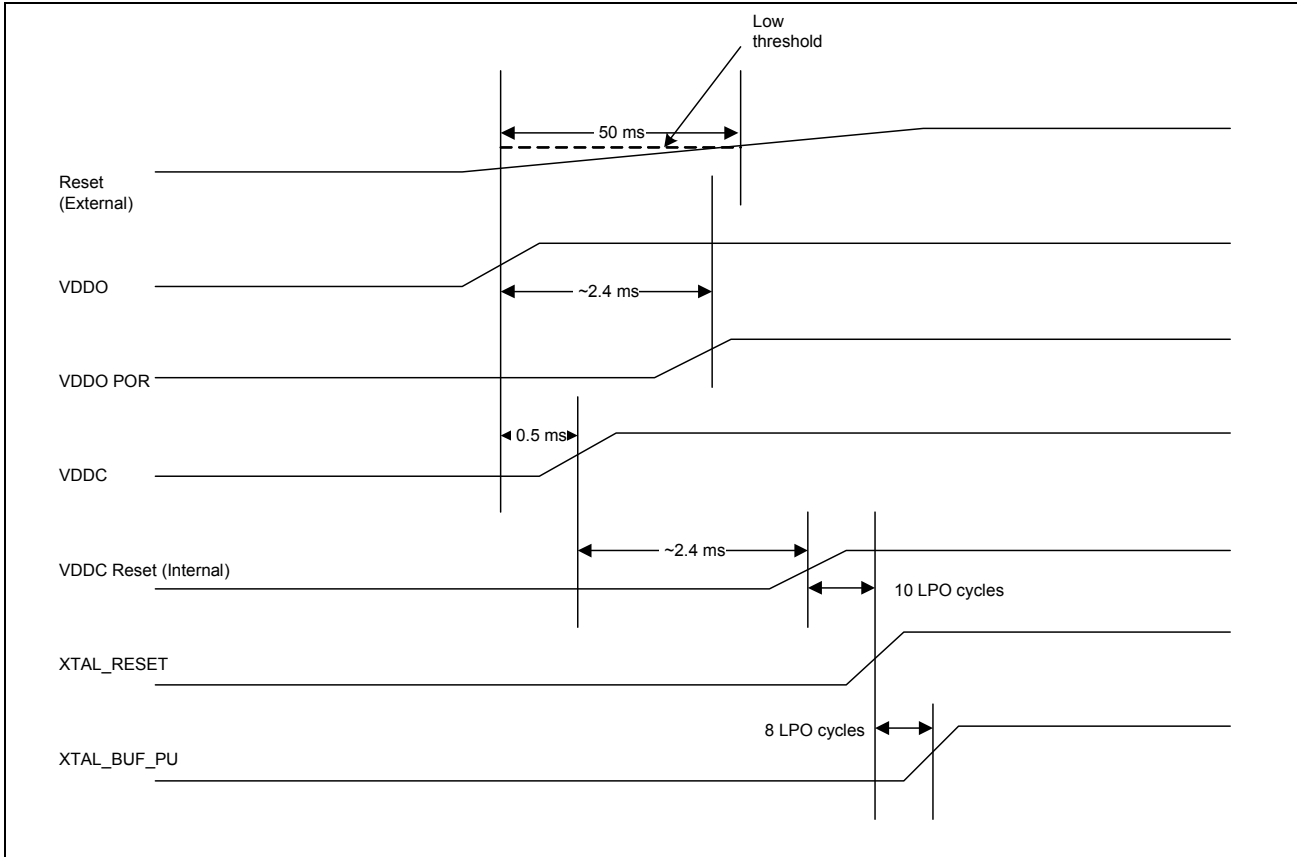 Low
threshold
50 ms
Reset
(External)
VDDO
~2.4 ms
VDDO POR
0.5 ms
VDDC
~2.4 ms
VDDC Reset (Internal)
10 LPO cycles
XTAL_RESET
8 LPO cycles
XTAL_BUF_PU